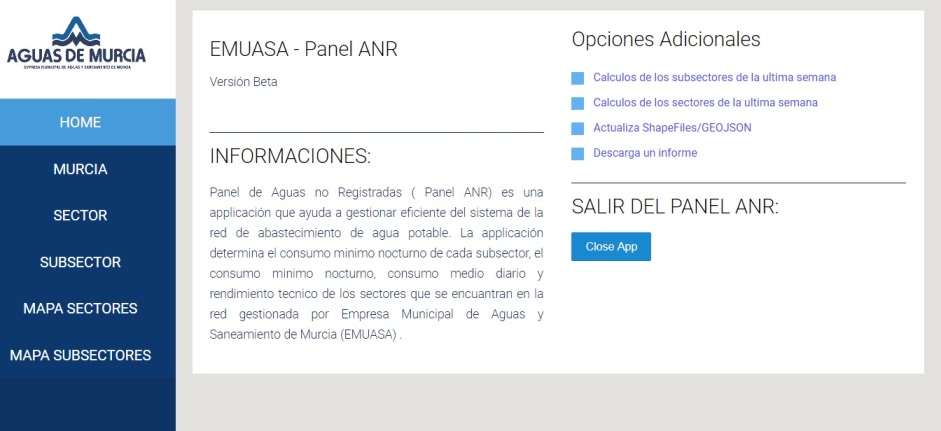 AGUAS DE MURCIA
EMPRESA MUNICIPAL DE AGUAS Y SANEAMIENTO DE MURCIA
HOME
MURCIA
SECTOR
SUBSECTOR
MAPA SECTORES
MAPA SUBSECTORES
EMUASA - Panel ANR
Versión Beta
INFORMACIONES:
Panel de Aguas no Registradas ( Panel ANR) es una
aplicación que ayuda a gestionar eficiente del sistema de la
red de abastecimiento de agua potable. La applicación
determina el consumo minimo nocturno de cada subsector, el
consumo minimo nocturno, consumo medio diario y
rendimiento tecnico de los sectores que se encuantran en la
red gestionada por Empresa Municipal de Aguas y
Saneamiento de Murcia (EMUASA) .
Opciones Adicionales
Calculos de los subsectores de la ultima semana
Calculos de los sectores de la ultima semana
Actualiza ShapeFiles/GEOJSON
Descarga un informe
SALIR DEL PANEL ANR:
Close App